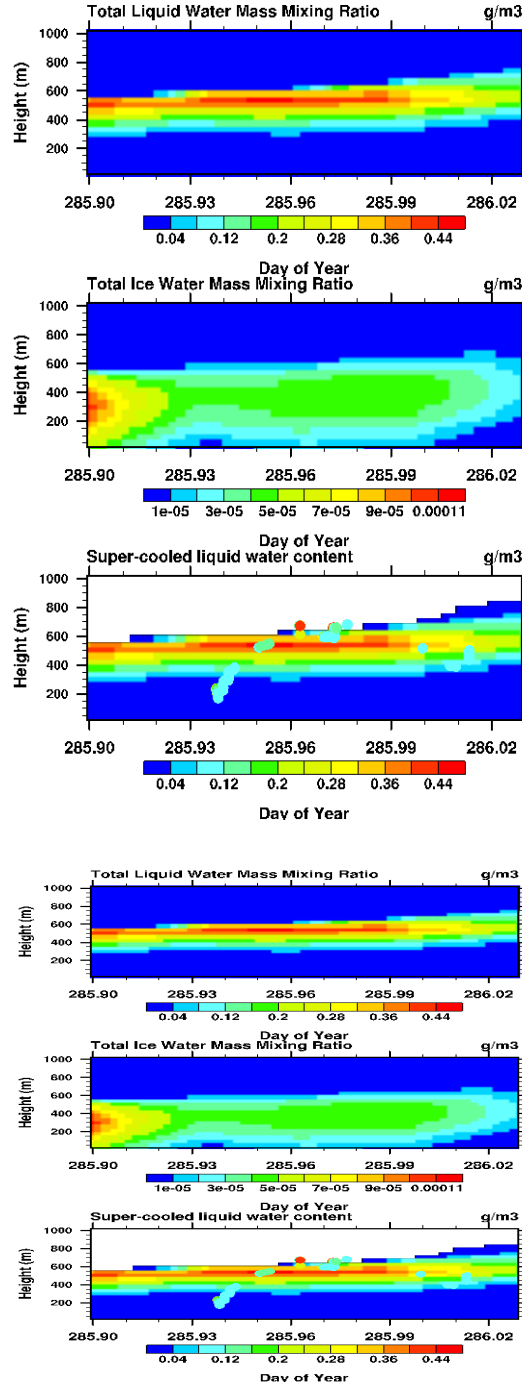 Total Liquid Water Mass Mixing Ratio g/m3
1000
800
600
400
200
Height (m)
285.90 285.93 285.96 285.99 286.02
0.04 0.12 0.2 0.28 0.36 0.44
Day of Year
Total Ice Water Mass Mixing Ratio g/m3
1000
800
600
400
200
Height (m)
285.90 285.93 285.96 285.99 286.02
1e-05 3e-05 5e-05 7e-05 9e-05 0.00011
Day of Year
Super-cooled liquid water content g/m3
1000
800
600
400
200
Height (m)
285.90 285.93 285.96 285.99 286.02
0.04 0.12 0.2 0.28 0.36 0.44
Day of Year
Total Liquid Water Mass Mixing Ratio g/m3
1000
800
600
400
200
Height (m)
285.90 285.93 285.96 285.99 286.02
0.04 0.12 0.2 0.28 0.36 0.44
Day of Year
Total Ice Water Mass Mixing Ratio g/m3
1000
800
600
400
200
Height (m)
285.90 285.93 285.96 285.99 286.02
1e-05 3e-05 5e-05 7e-05 9e-05 0.00011
Day of Year
Super-cooled liquid water content g/m3
1000
800
600
400
200
Height (m)
285.90 285.93 285.96 285.99 286.02
0.04 0.12 0.2 0.28 0.36 0.44
Day of Year